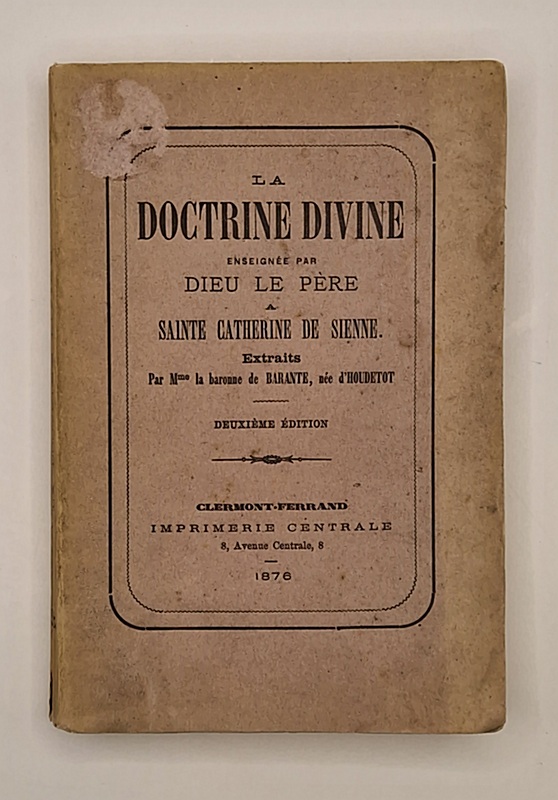 LA
DOCTRINE DIVINE
ENSEIGNÉE PAR
DIEU LE PÈRE
A
SAINTE CATHERINE DE SIENNE.
Extraits
Par Mme la baronne de BARANTE, née d'HOUDETOT
DEUXIÈME ÉDITION
CLERMONT-FERRAND
IMPRIMERIE CENTRALE
8, Avenue Centrale, 8
1876